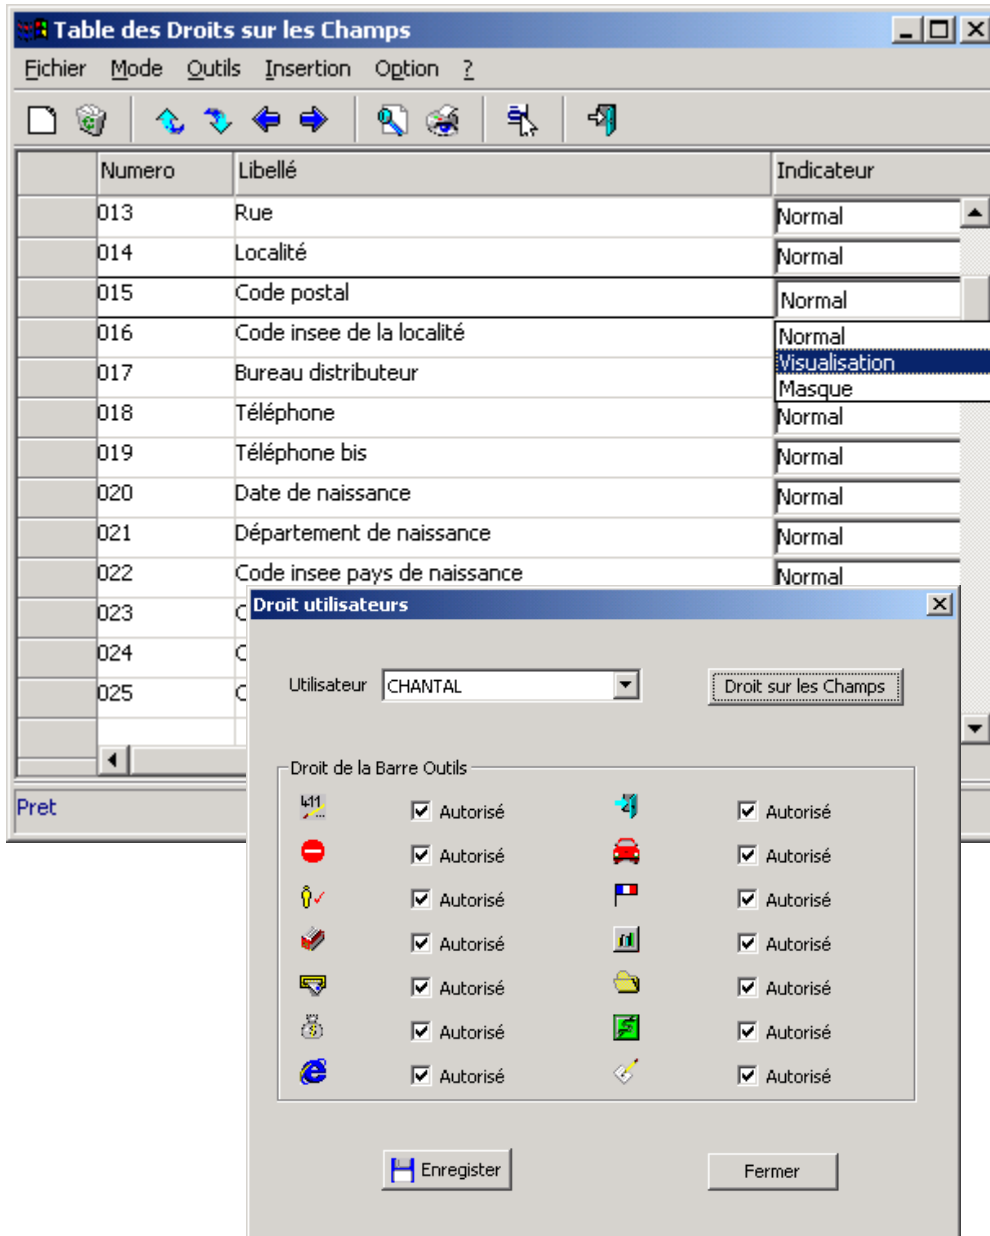 Table des Droits sur les Champs
Fichier Mode Outils Insertion Option ?
Numero Libellé Indicateur
013 Rue Normal
014 Localité Normal
015 Code postal Normal
016 Code insee de la localité Normal
017 Bureau distributeur Visualisation
Masque
018 Téléphone Normal
019 Téléphone bis Normal
020 Date de naissance Normal
021 Département de naissance Normal
022 Code insee pays de naissance Normal
023
024
025
Pret
Droit utilisateurs
Utilisateur CHANTAL Droit sur les Champs
Droit de la Barre Outils
411 Autorisé Autorisé
Autorisé Autorisé
Autorisé Autorisé
Autorisé Autorisé
Autorisé Autorisé
Autorisé Autorisé
Autorisé Autorisé
Enregister Fermer